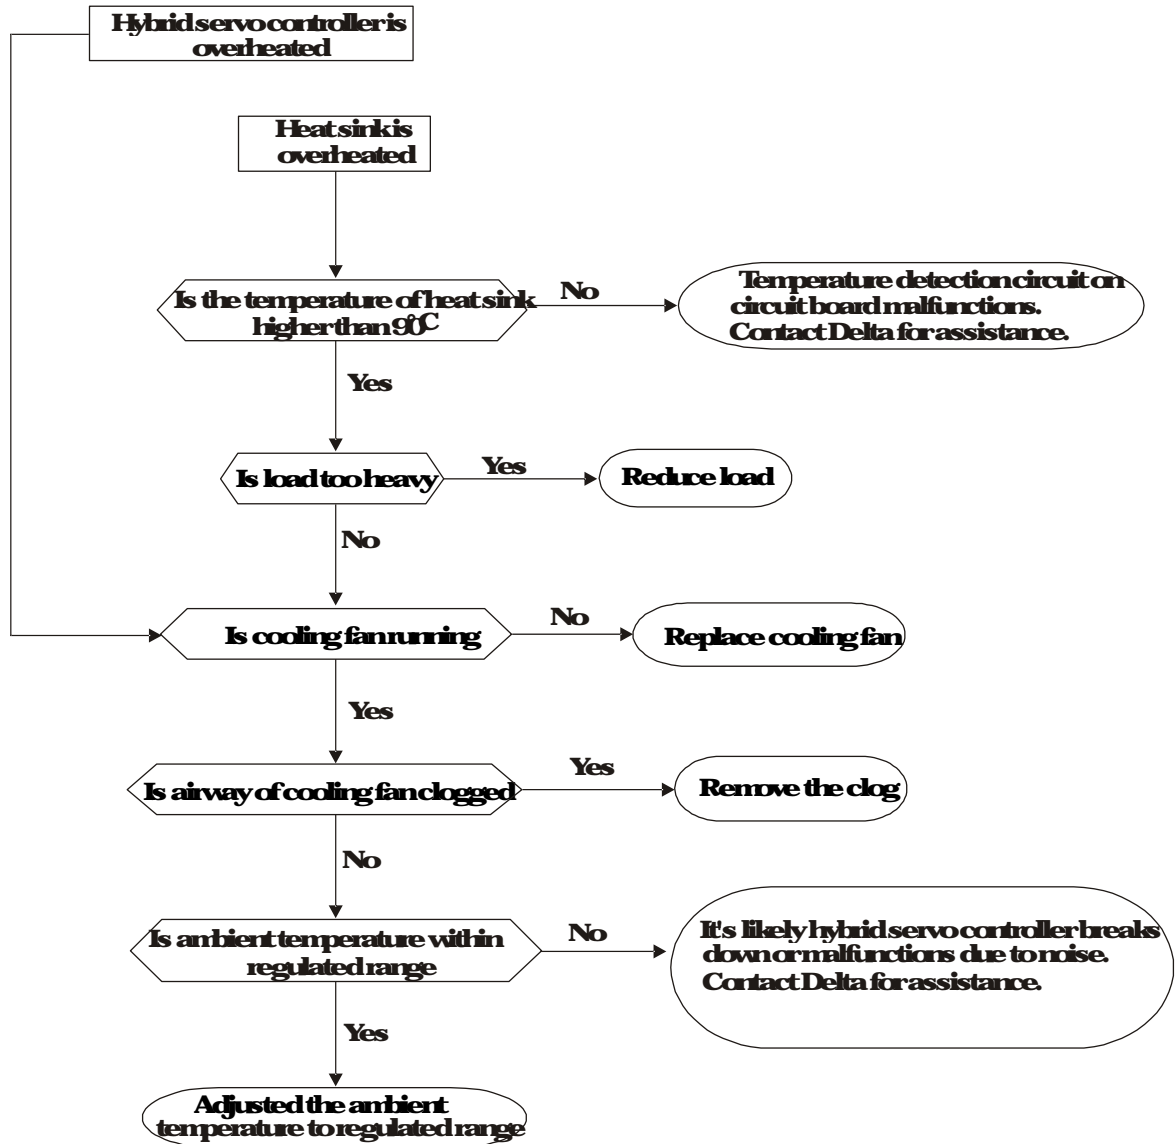 Hybrid servo controller is
overheated
Heat sink is
overheated
Is the temperature of heat sink
higher than 90°C
No
Temperature detection circuit on
circuit board malfunctions.
Contact Delta for assistance.
Yes
Is load too heavy
Yes
Reduce load
No
Is cooling fan running
No
Replace cooling fan
Yes
Is airway of cooling fan clogged
Yes
Remove the clog
No
Is ambient temperature within
regulated range
No
It's likely hybrid servo controller breaks
down or malfunctions due to noise.
Contact Delta for assistance.
Yes
Adjusted the ambient
temperature to regulated range